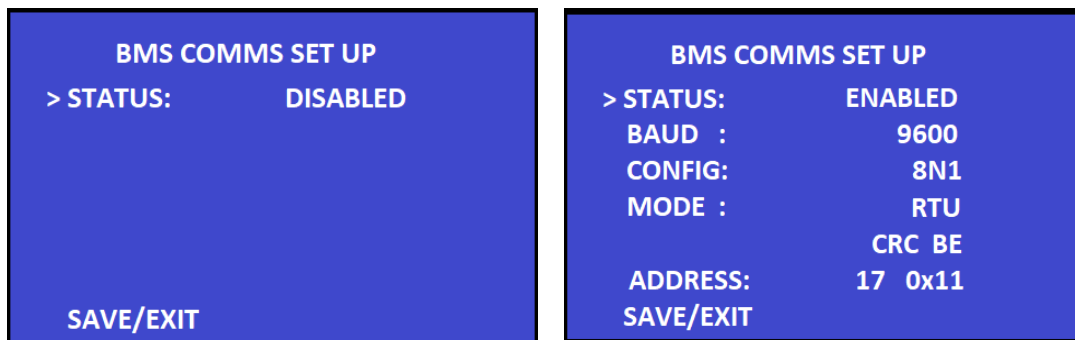 BMS COMMS SET UP
> STATUS: DISABLED
SAVE/EXIT
BMS COMMS SET UP
> STATUS: ENABLED
BAUD : 9600
CONFIG: 8N1
MODE : RTU
CRC BE
ADDRESS: 17 0x11
SAVE/EXIT